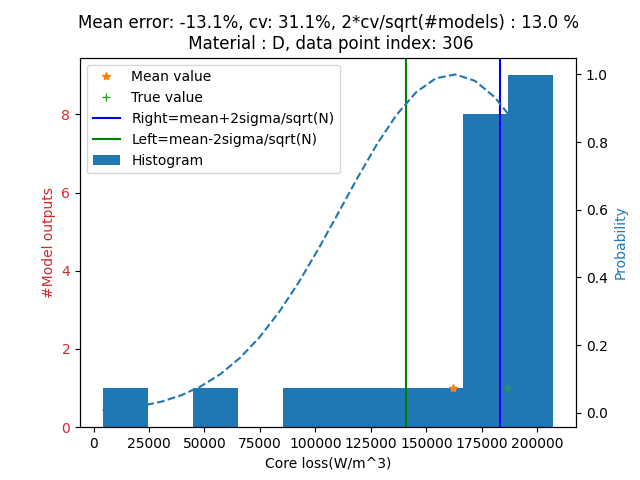 Mean error: -13.1%, cv: 31.1%, 2*cv/sqrt(#models) : 13.0 %
Material : D, data point index: 306
Mean value
True value
Right=mean+2sigma/sqrt(N)
Left=mean-2sigma/sqrt(N)
Histogram
#Model outputs
0
2
4
6
8
Probability
0.0
0.2
0.4
0.6
0.8
1.0
0 25000 50000 75000 100000 125000 150000 175000 200000
Core loss(W/m^3)